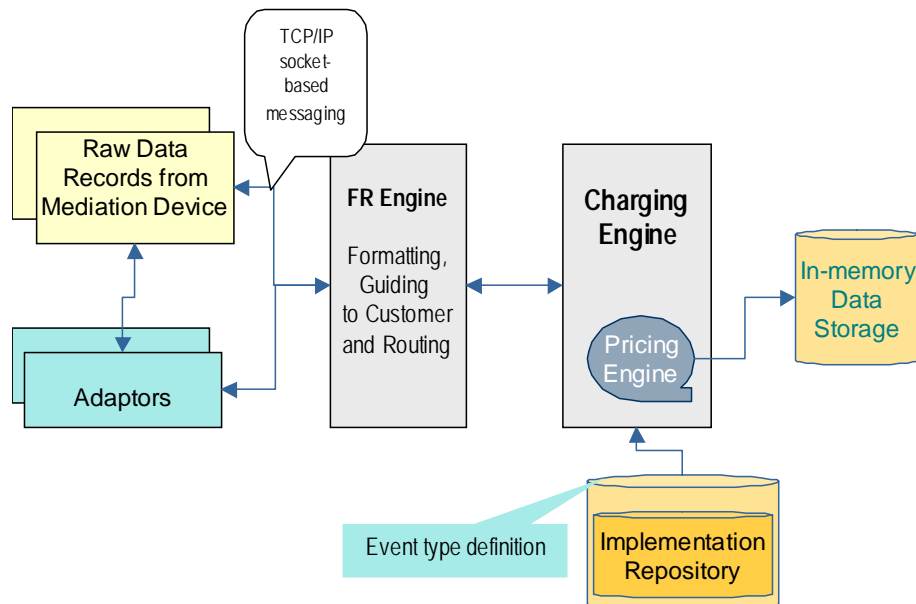 TCP/IP
socket-
based
messaging
Raw Data
Records from
Mediation Device
Adaptors
FR Engine
Formatting,
Guiding
to Customer
and Routing
Charging
Engine
Pricing
Engine
In-memory
Data
Storage
Event type definition
Implementation
Repository